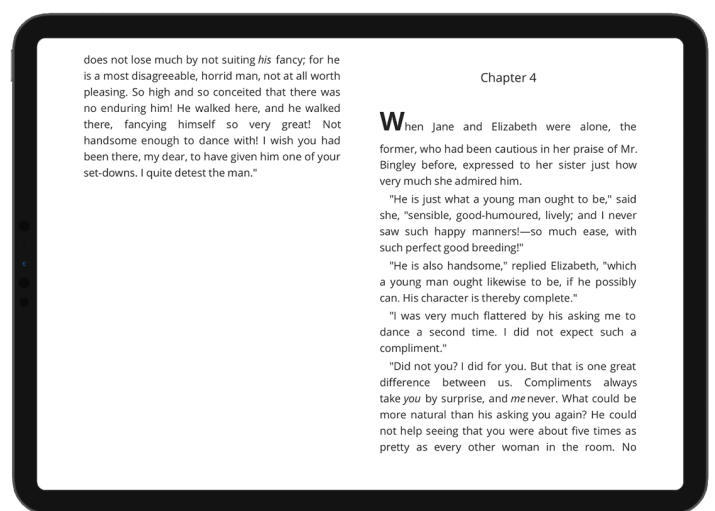 does not lose much by not suiting his fancy; for he
is a most disagreeable, horrid man, not at all worth
pleasing. So high and so conceited that there was
no enduring him! He walked here, and he walked
there, fancying himself so very great! Not
handsome enough to dance with! I wish you had
been there, my dear, to have given him one of your
set-downs. I quite detest the man."
Chapter 4
When Jane and Elizabeth were alone, the
former, who had been cautious in her praise of Mr.
Bingley before, expressed to her sister just how
very much she admired him.
"He is just what a young man ought to be," said
she, "sensible, good-humoured, lively; and I never
saw such happy manners!—so much ease, with
such perfect good breeding!"
"He is also handsome," replied Elizabeth, "which
a young man ought likewise to be, if he possibly
can. His character is thereby complete."
"I was very much flattered by his asking me to
dance a second time. I did not expect such a
compliment."
"Did not you? I did for you. But that is one great
difference between us. Compliments always
take you by surprise, and me never. What could be
more natural than his asking you again? He could
not help seeing that you were about five times as
pretty as every other woman in the room. No